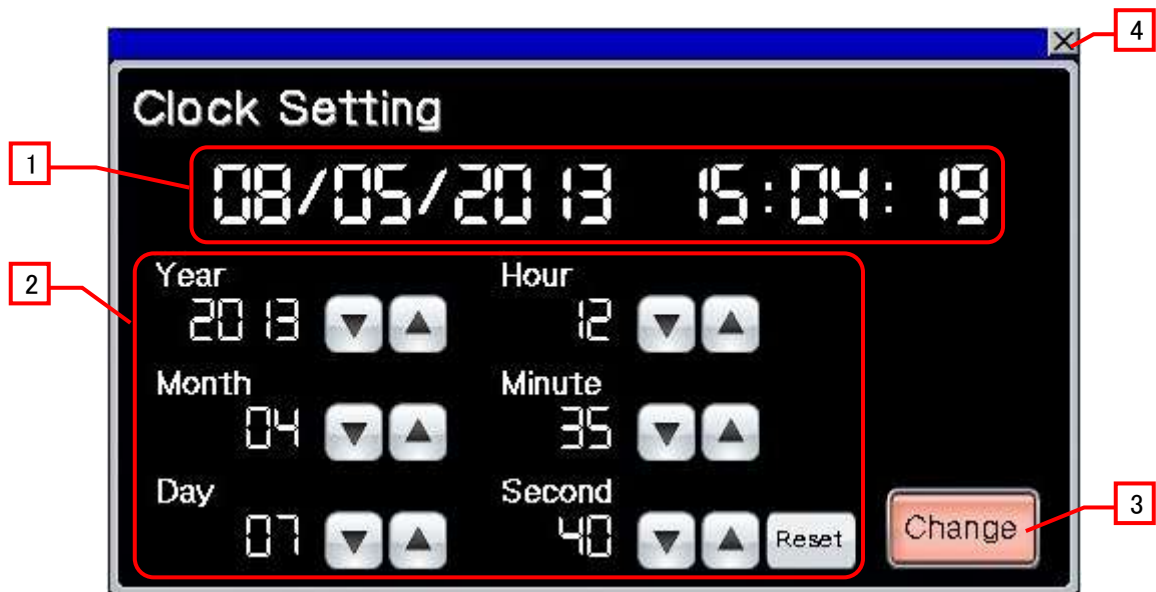 4
Clock Setting
1
08/05/2013 15:04:19
2
Year Hour
2013 ▼ ▲ 12 ▼ ▲
Month Minute
04 ▼ ▲ 35 ▼ ▲
Day Second
07 ▼ ▲ 40 ▼ ▲ Reset
Change
3